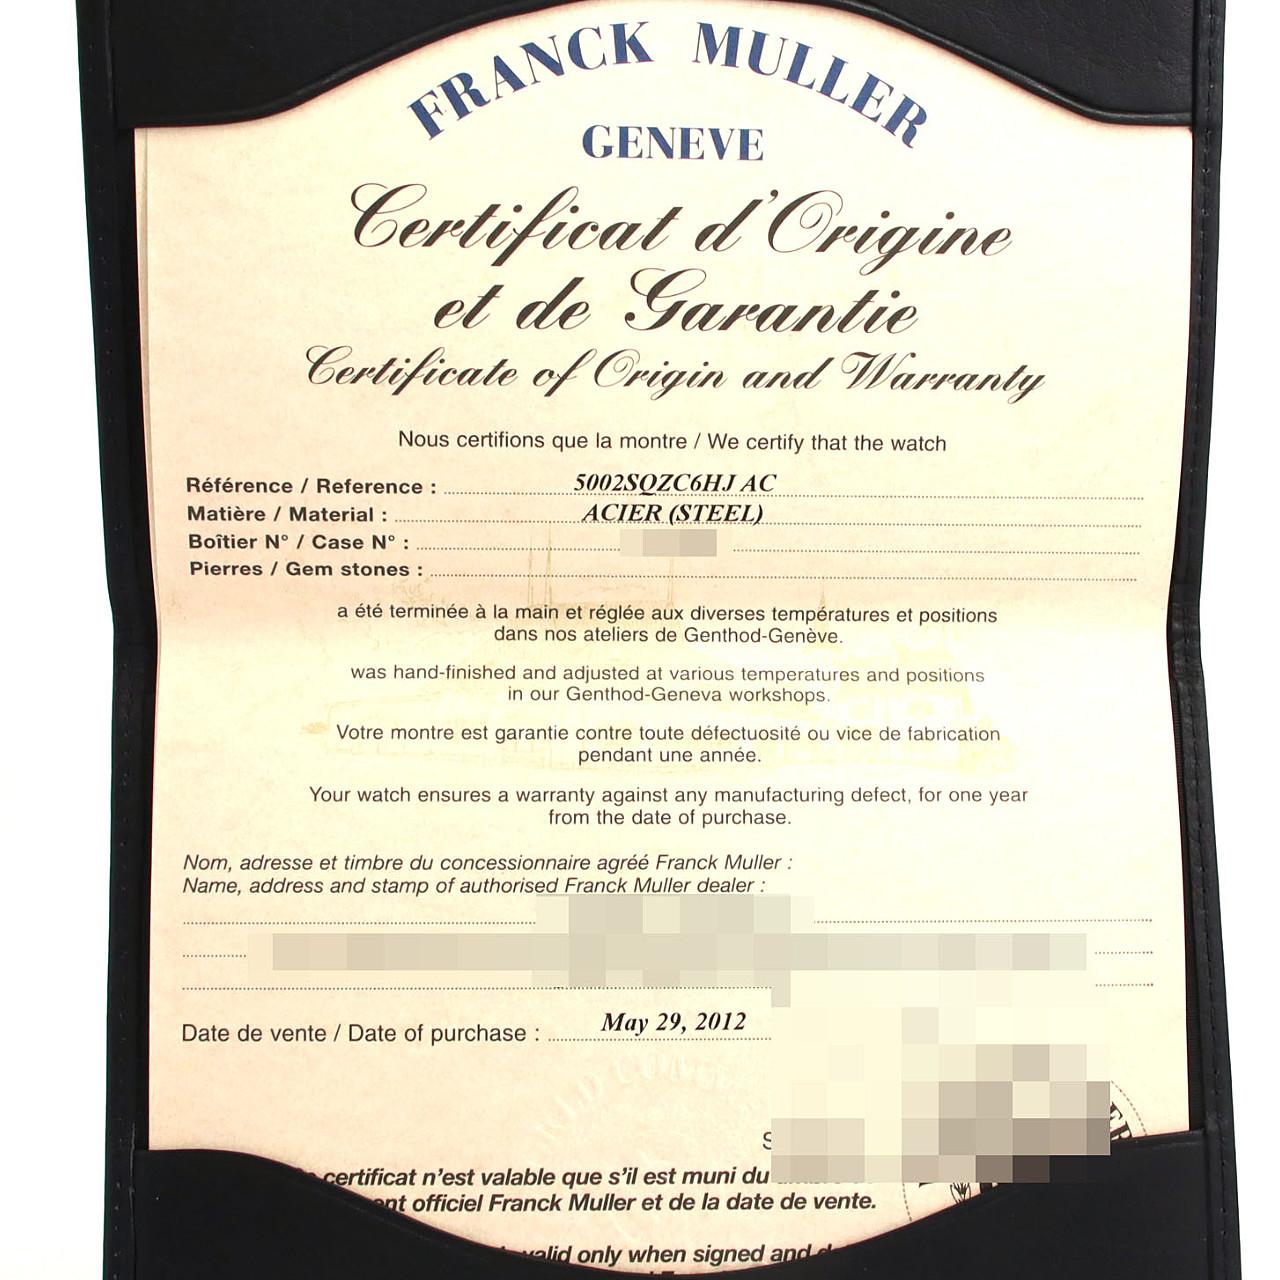 FRANCK MULLER
GENEVE
Certificat d'Origine
et de Garantie
Certificate of Origin and Warranty
Nous certifions que la montre / We certify that the watch
Référence / Reference : 5002SQZC6HJ AC
Matière / Material : ACIER (STEEL)
Boîtier N° / Case N° :
Pierres / Gem stones :
a été terminée à la main et réglée aux diverses températures et positions
dans nos ateliers de Genthod-Genève.
was hand-finished and adjusted at various temperatures and positions
in our Genthod-Geneva workshops.
Votre montre est garantie contre toute défectuosité ou vice de fabrication
pendant une année.
Your watch ensures a warranty against any manufacturing defect, for one year
from the date of purchase.
Nom, adresse et timbre du concessionnaire agréé Franck Muller :
Name, address and stamp of authorised Franck Muller dealer :
Date de vente / Date of purchase : May 29, 2012
certificat n'est valable que s'il est muni du
officiel Franck Muller et de la date de vente.
valid only when signed and